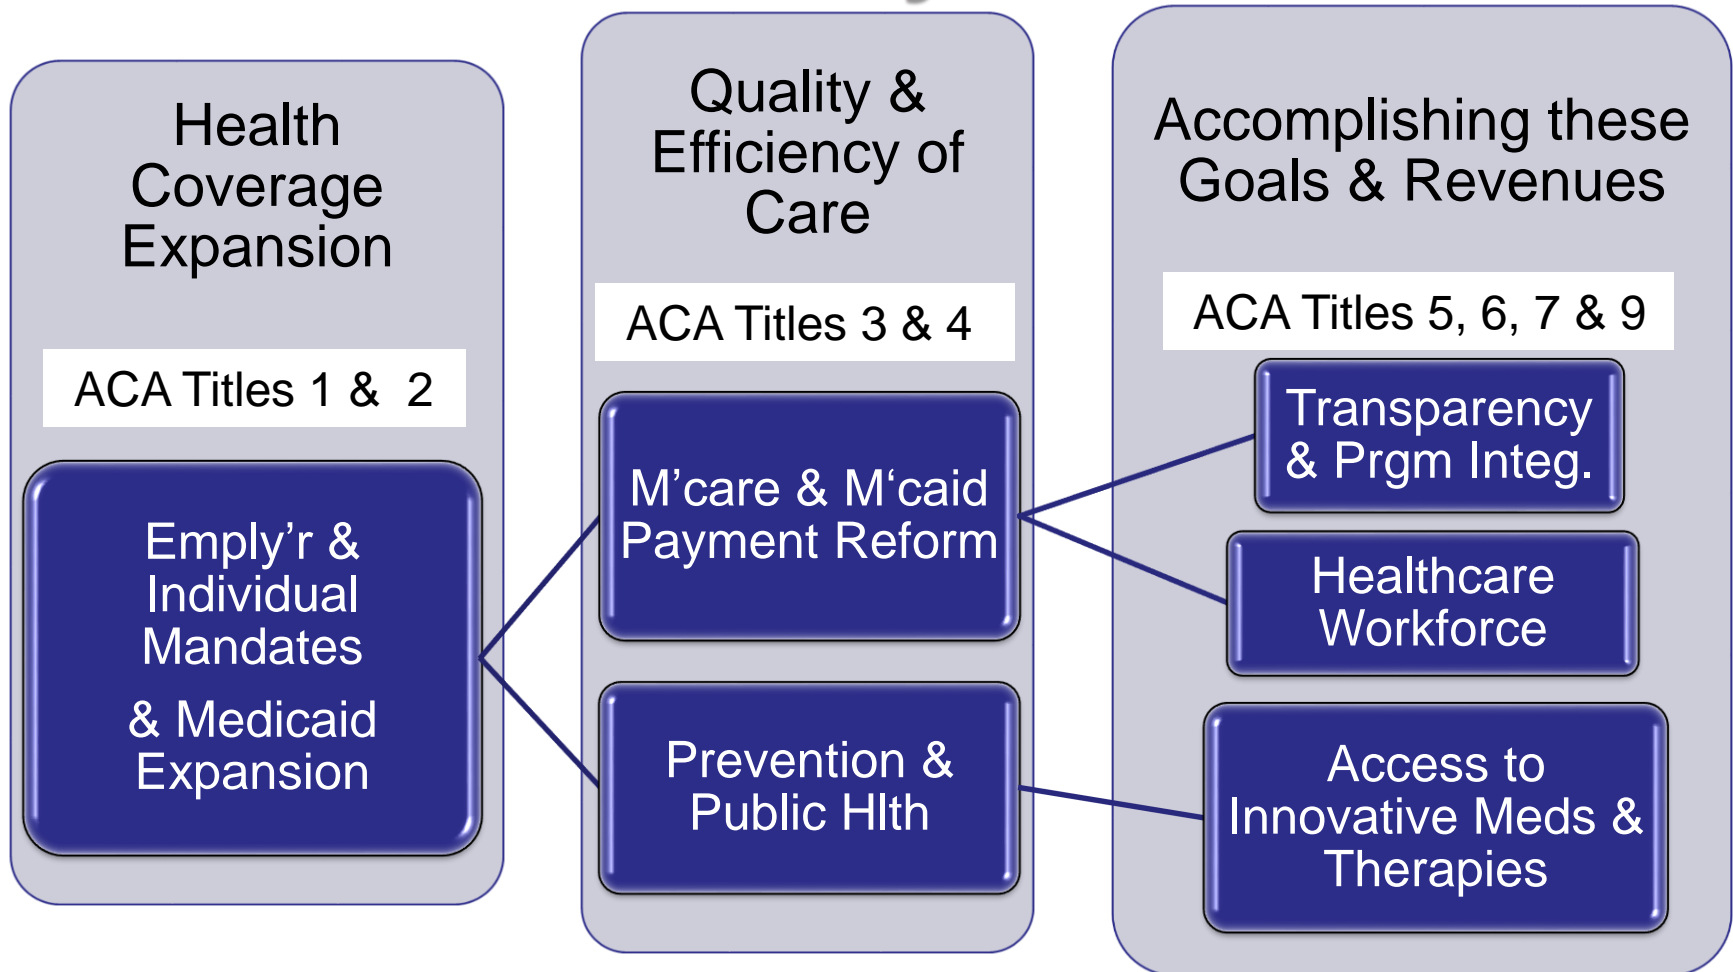 Health
Coverage
Expansion
ACA Titles 1 &  2
Emply’r &
Individual
Mandates
& Medicaid
Expansion
Quality &
Efficiency of
Care
ACA Titles 3 & 4
M’care & M‘caid
Payment Reform
Prevention &
Public Hlth
Accomplishing these
Goals & Revenues
ACA Titles 5, 6, 7 & 9
Transparency
& Prgm Integ.
Healthcare
Workforce
Access to
Innovative Meds &
Therapies